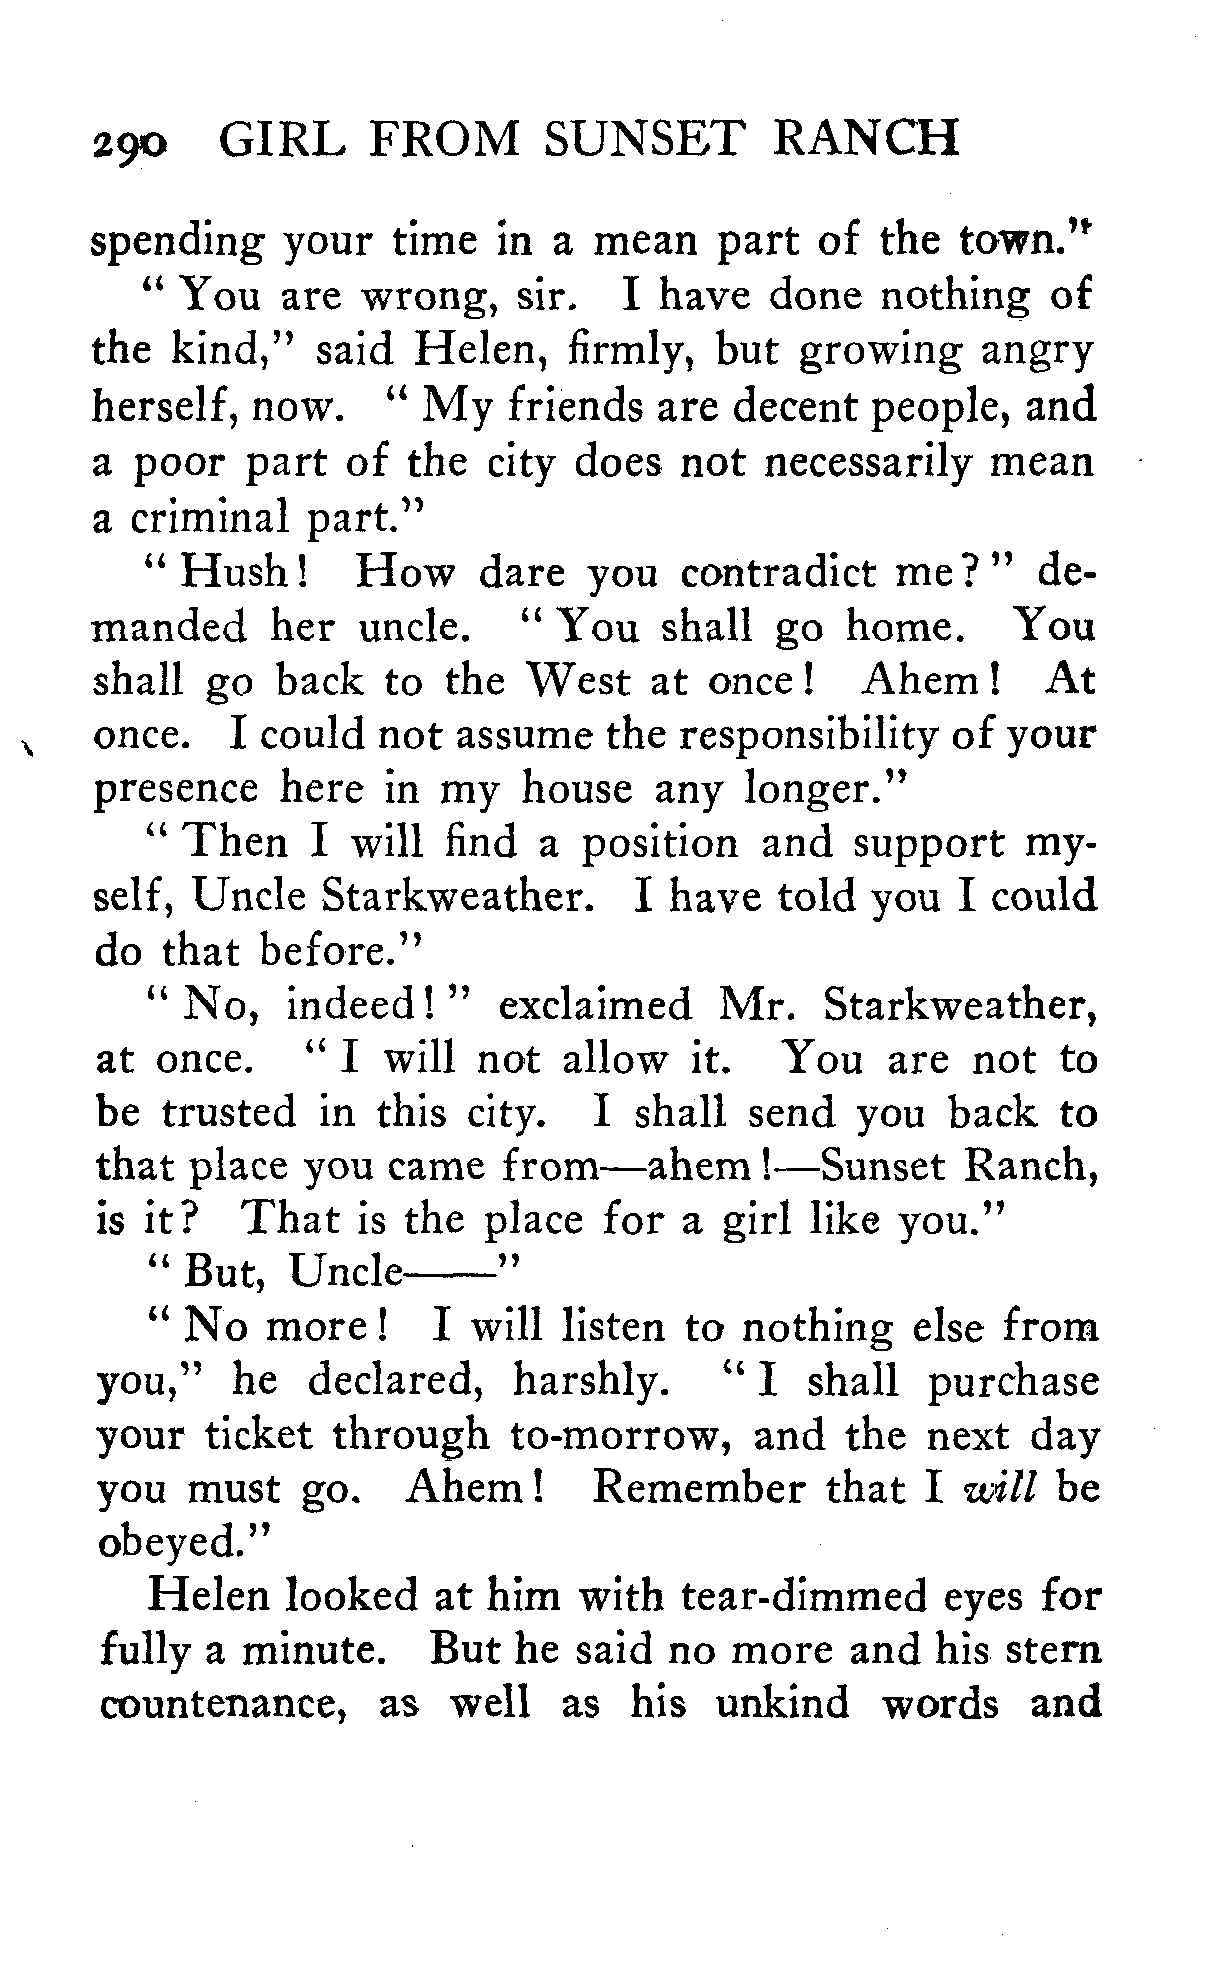 290 GIRL FROM SUNSET RANCH
spending your time in a mean part of the town."
"You are wrong, sir. I have done nothing of
the kind," said Helen, firmly, but growing angry
herself, now. "My friends are decent people, and
a poor part of the city does not necessarily mean
a criminal part."
"Hush! How dare you contradict me?" de-
manded her uncle. "You shall go home. You
shall go back to the West at once! Ahem! At
once. I could not assume the responsibility of your
presence here in my house any longer."
"Then I will find a position and support my-
self, Uncle Starkweather. I have told you I could
do that before."
"No, indeed!" exclaimed Mr. Starkweather,
at once. "I will not allow it. You are not to
be trusted in this city. I shall send you back to
that place you came from—ahem!—Sunset Ranch,
is it? That is the place for a girl like you."
"But, Uncle——"
"No more! I will listen to nothing else from
you," he declared, harshly. "I shall purchase
your ticket through to-morrow, and the next day
you must go. Ahem! Remember that I will be
obeyed."
Helen looked at him with tear-dimmed eyes for
fully a minute. But he said no more and his stern
countenance, as well as his unkind words and